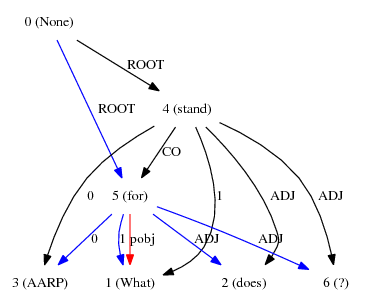 0 (None)
ROOT
ROOT
4 (stand)
CO
0 5 (for) 1 ADJ ADJ
0 1 pobj ADJ ADJ
3 (AARP) 1 (What) 2 (does) 6 (?)